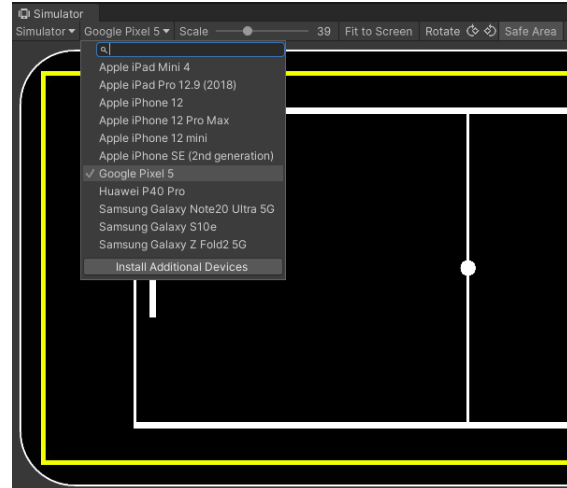 Simulator
Simulator Google Pixel 5 Scale 39 Fit to Screen Rotate Safe Area
Apple iPad Mini 4
Apple iPad Pro 12.9 (2018)
Apple iPhone 12
Apple iPhone 12 Pro Max
Apple iPhone 12 mini
Apple iPhone SE (2nd generation)
Google Pixel 5
Huawei P40 Pro
Samsung Galaxy Note20 Ultra 5G
Samsung Galaxy S10e
Samsung Galaxy Z Fold2 5G
Install Additional Devices